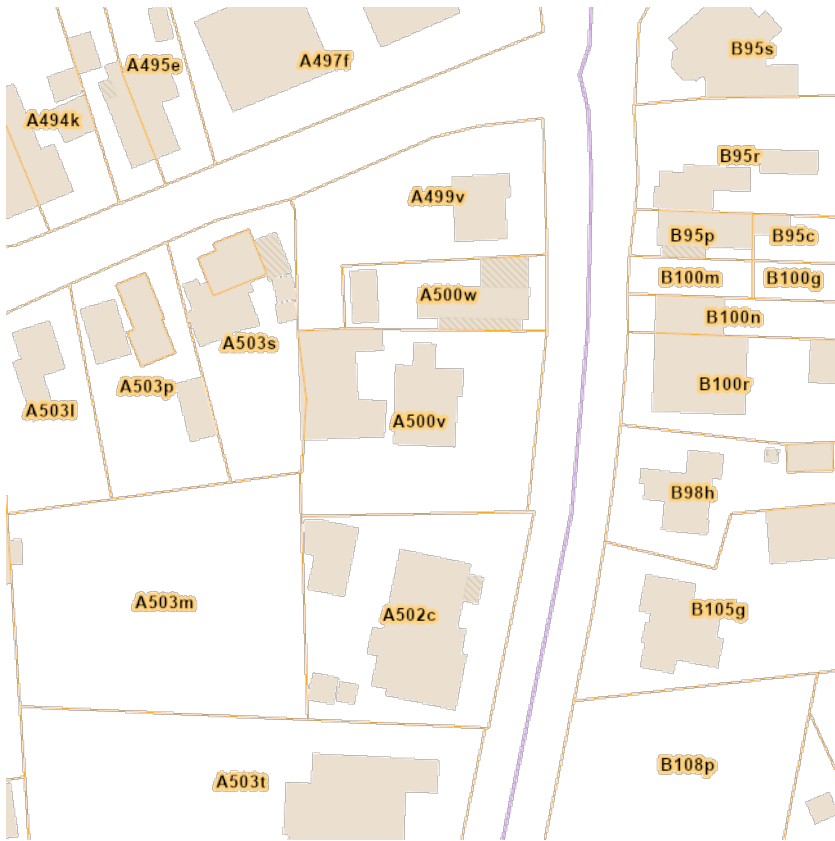 B95s
A497f
A495e
A494k
B95r
A499v
B95p
B95c
B100m
B100g
A500w
B100n
A503s
B100r
A503p
A503l
A500v
B98h
A503m
B105g
A502c
B108p
A503t